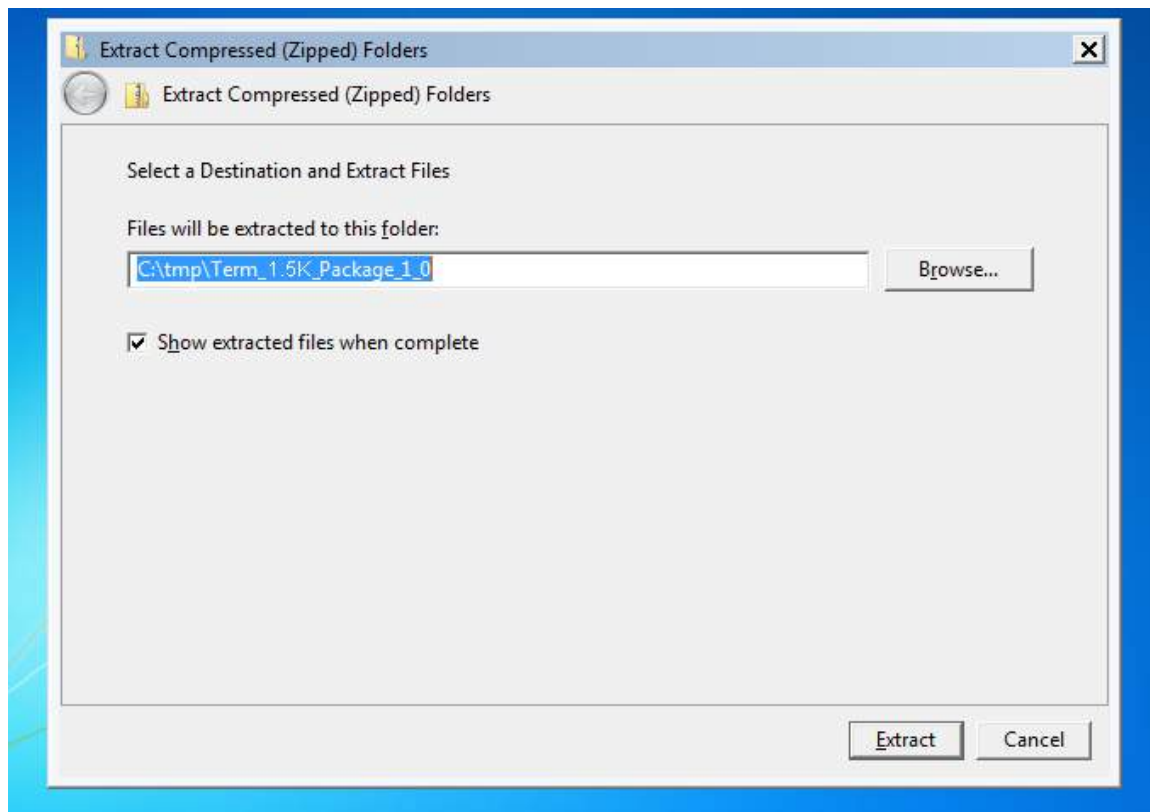 Extract Compressed (Zipped) Folders
Extract Compressed (Zipped) Folders
Select a Destination and Extract Files
Files will be extracted to this folder:
C:\tmp\Term_1.5K_Package_1_0
Browse...
Show extracted files when complete
Extract
Cancel